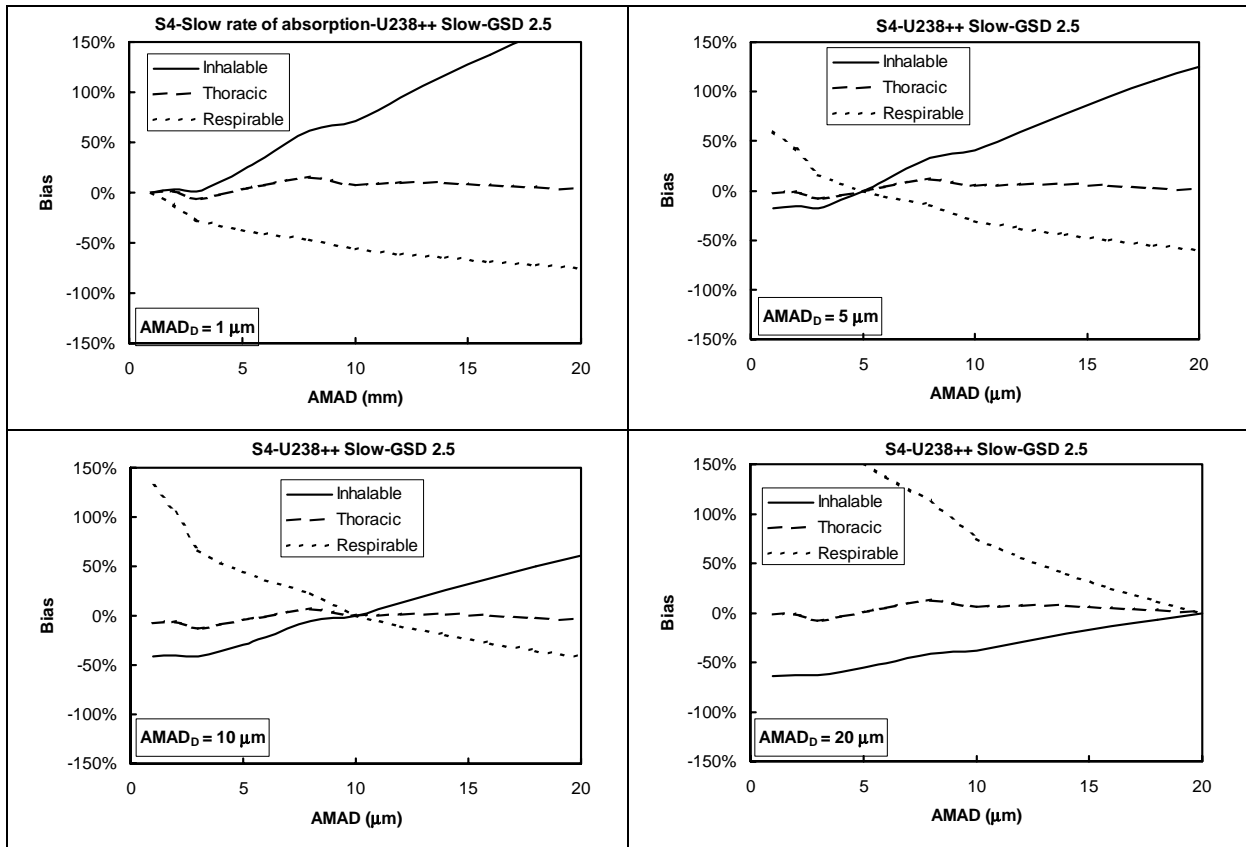 S4-Slow rate of absorption-U238++ Slow-GSD 2.5
150%
100%
50%
0%
-50%
-100%
-150%
Bias
Inhalable
Thoracic
Respirable
AMADD = 1 μm
0 5 10 15 20
AMAD (mm)
S4-U238++ Slow-GSD 2.5
150%
100%
50%
0%
-50%
-100%
-150%
Bias
Inhalable
Thoracic
Respirable
AMADD = 5 μm
0 5 10 15 20
AMAD (μm)
S4-U238++ Slow-GSD 2.5
150%
100%
50%
0%
-50%
-100%
-150%
Bias
Inhalable
Thoracic
Respirable
AMADD = 10 μm
0 5 10 15 20
AMAD (μm)
S4-U238++ Slow-GSD 2.5
150%
100%
50%
0%
-50%
-100%
-150%
Bias
Inhalable
Thoracic
Respirable
AMADD = 20 μm
0 5 10 15 20
AMAD (μm)